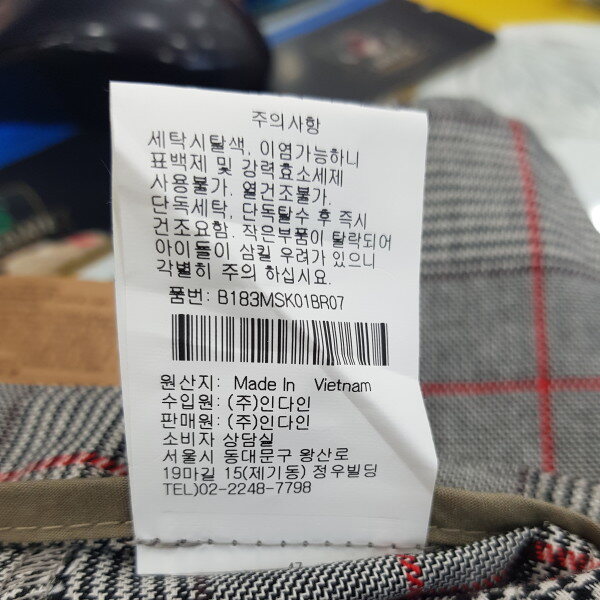 주의사항
세탁시탈색, 이염가능하니
표백제 및 강력효소세제
사용불가. 열건조불가.
단독세탁, 단독탈수 후 즉시
건조요함. 작은부품이 탈락되어
아이들이 삼킬 우려가 있으니
각별히 주의 하십시요.
품번: B183MSK01BR07
원산지: Made In Vietnam
수입원: (주)인다인
판매원: (주)인다인
소비자 상담실
서울시 동대문구 왕산로
19마길 15(제기동) 정우빌딩
TEL)02-2248-7798